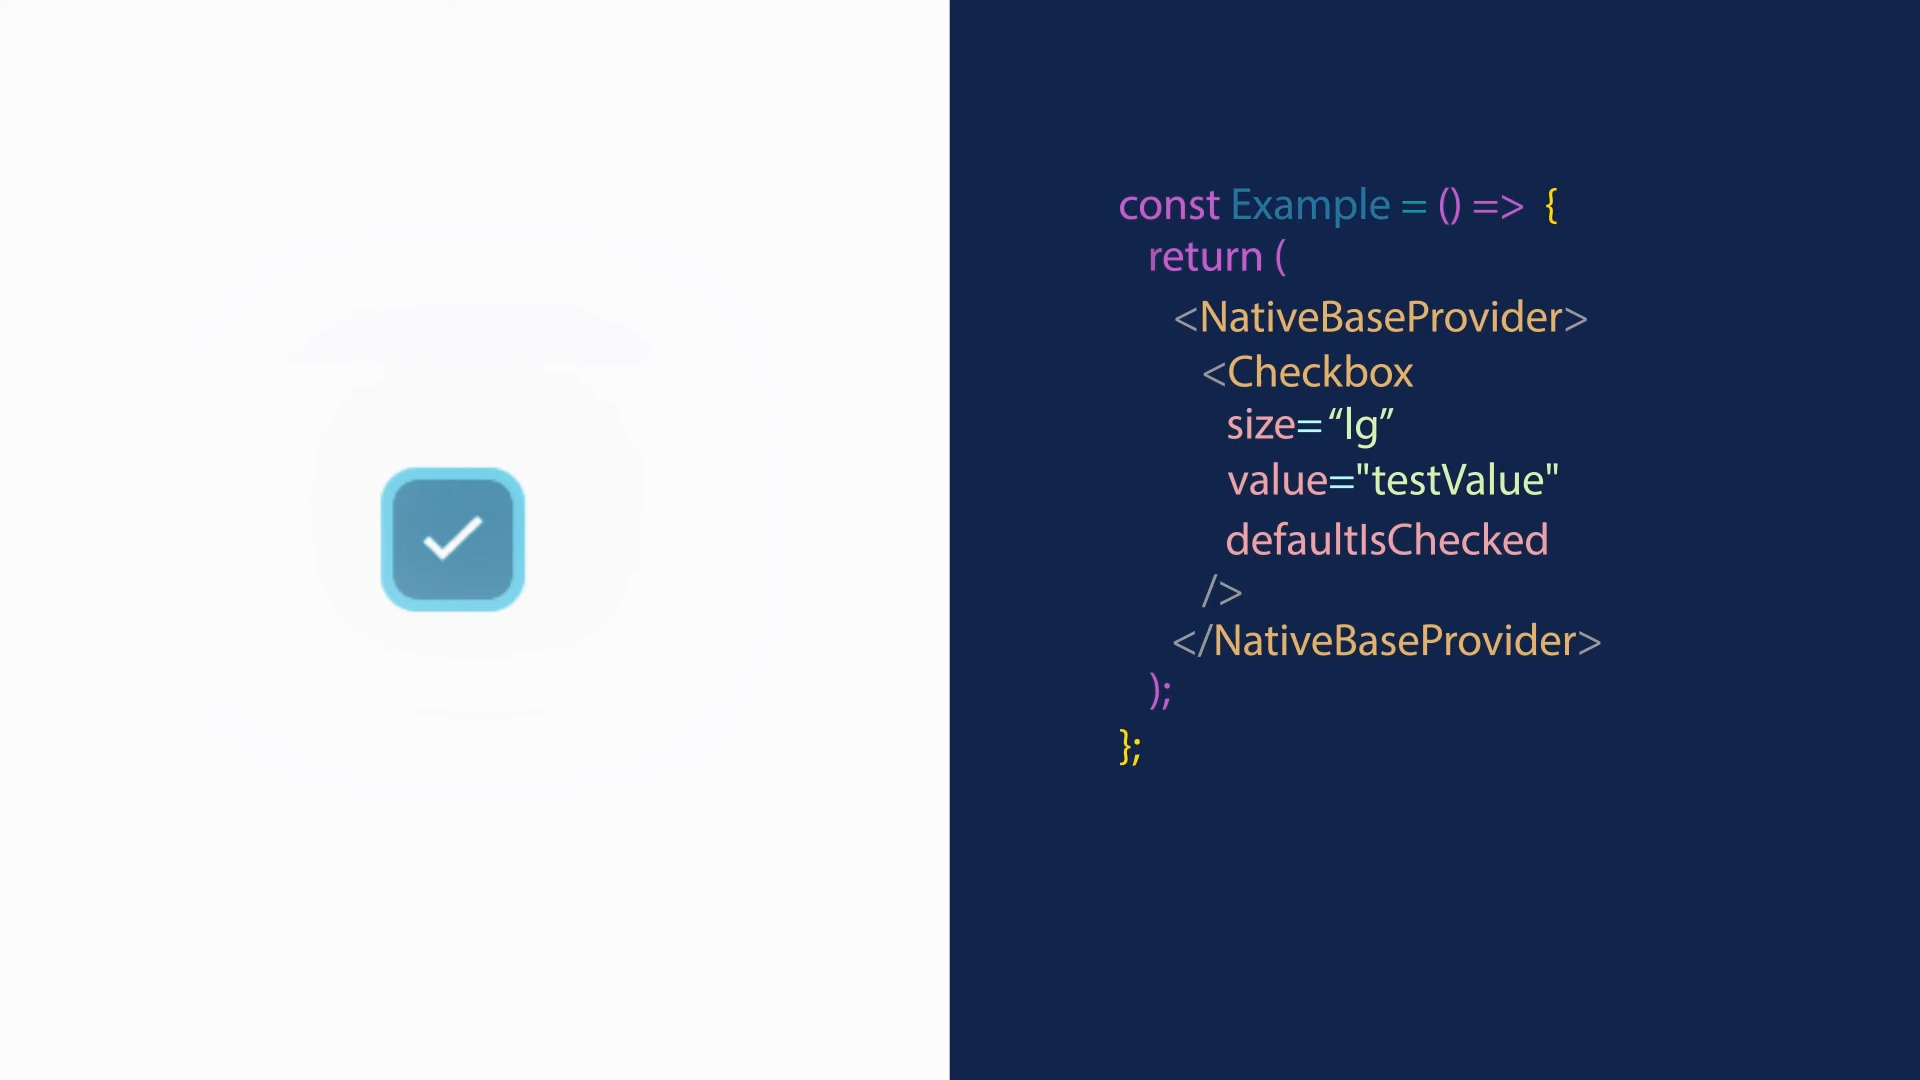 const Example = () => {
return (
<NativeBaseProvider>
<Checkbox
size=“lg”
value="testValue"
defaultIsChecked
/>
</NativeBaseProvider>
);
};